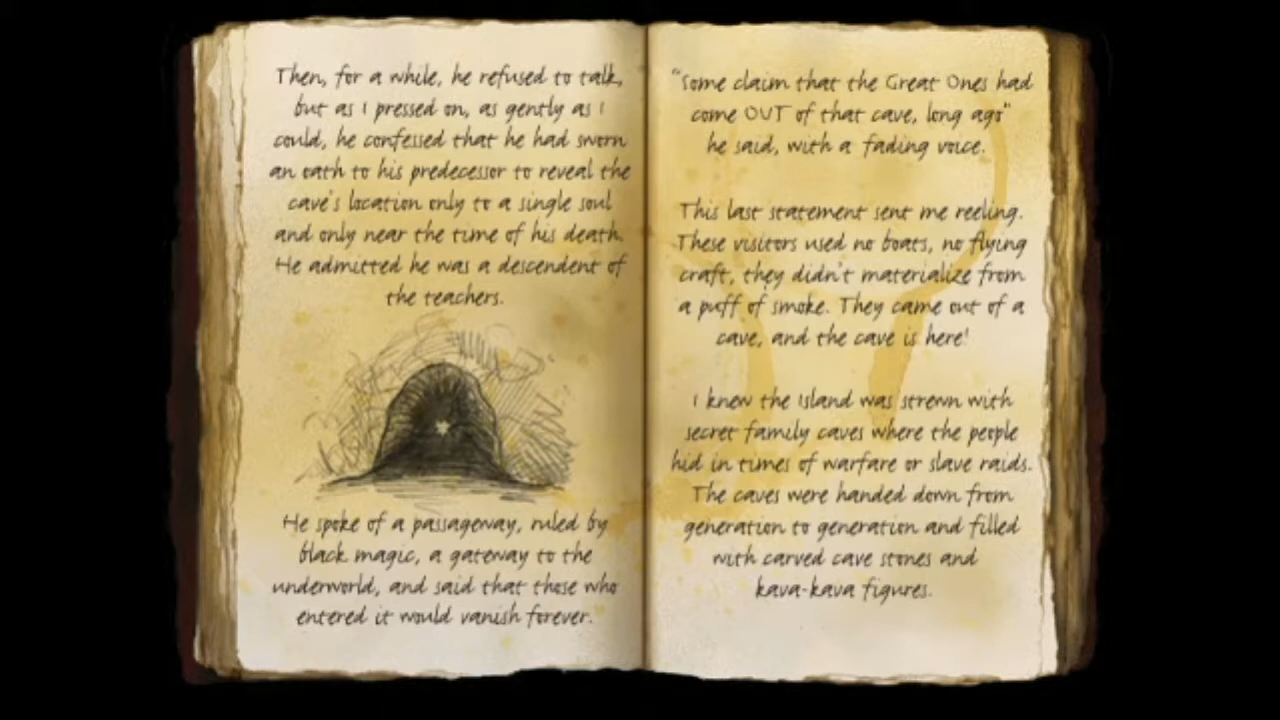 Then, for a while, he refused to talk,
but as I pressed on, as gently as I
could, he confessed that he had sworn
an oath to his predecessor to reveal the
cave's location only to a single soul
and only near the time of his death.
He admitted he was a descendent of
the teachers.
He spoke of a passageway, ruled by
black magic, a gateway to the
underworld, and said that those who
entered it would vanish forever.
"Some claim that the Great Ones had
come OUT of that cave, long ago"
he said, with a fading voice.
This last statement sent me reeling.
These visitors used no boats, no flying
craft, they didn't materialize from
a puff of smoke. They came out of a
cave, and the cave is here!
I knew the Island was strewn with
secret family caves where the people
hid in times of warfare or slave raids.
The caves were handed down from
generation to generation and filled
with carved cave stones and
kava-kava figures.